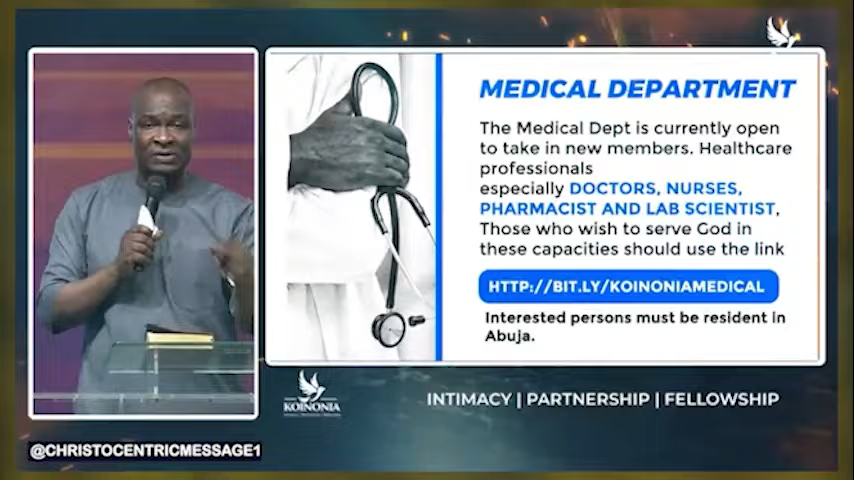 MEDICAL DEPARTMENT
The Medical Dept is currently open
to take in new members. Healthcare
professionals
especially DOCTORS, NURSES,
PHARMACIST AND LAB SCIENTIST,
Those who wish to serve God in
these capacities should use the link
HTTP://BIT.LY/KOINONIAMEDICAL
Interested persons must be resident in
Abuja.
KOINONIA
INTIMACY | PARTNERSHIP | FELLOWSHIP
@CHRISTOCENTRICMESSAGE1